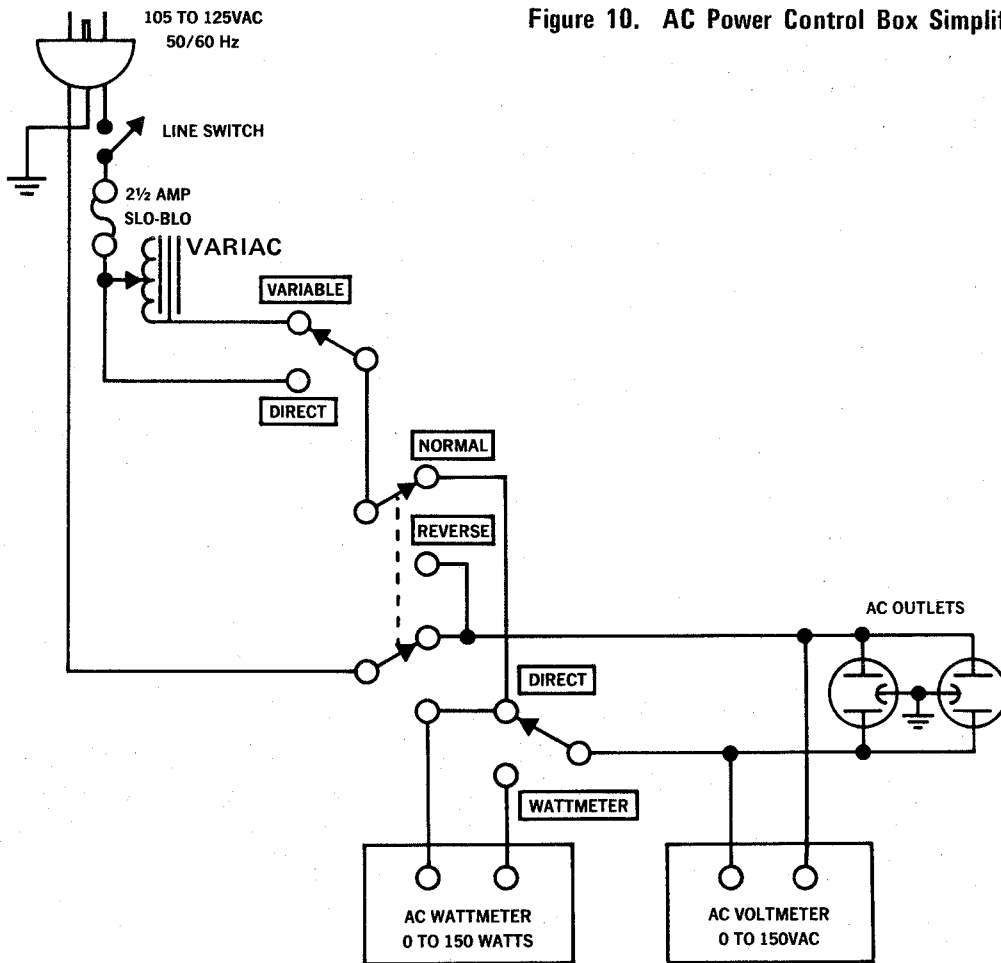 Figure 10. AC Power Control Box Simplif
105 TO 125VAC
50/60 Hz
LINE SWITCH
2½ AMP
SLO-BLO
VARIAC
VARIABLE
DIRECT
NORMAL
REVERSE
AC OUTLETS
DIRECT
WATTMETER
AC WATTMETER
0 TO 150 WATTS
AC VOLTMETER
0 TO 150VAC